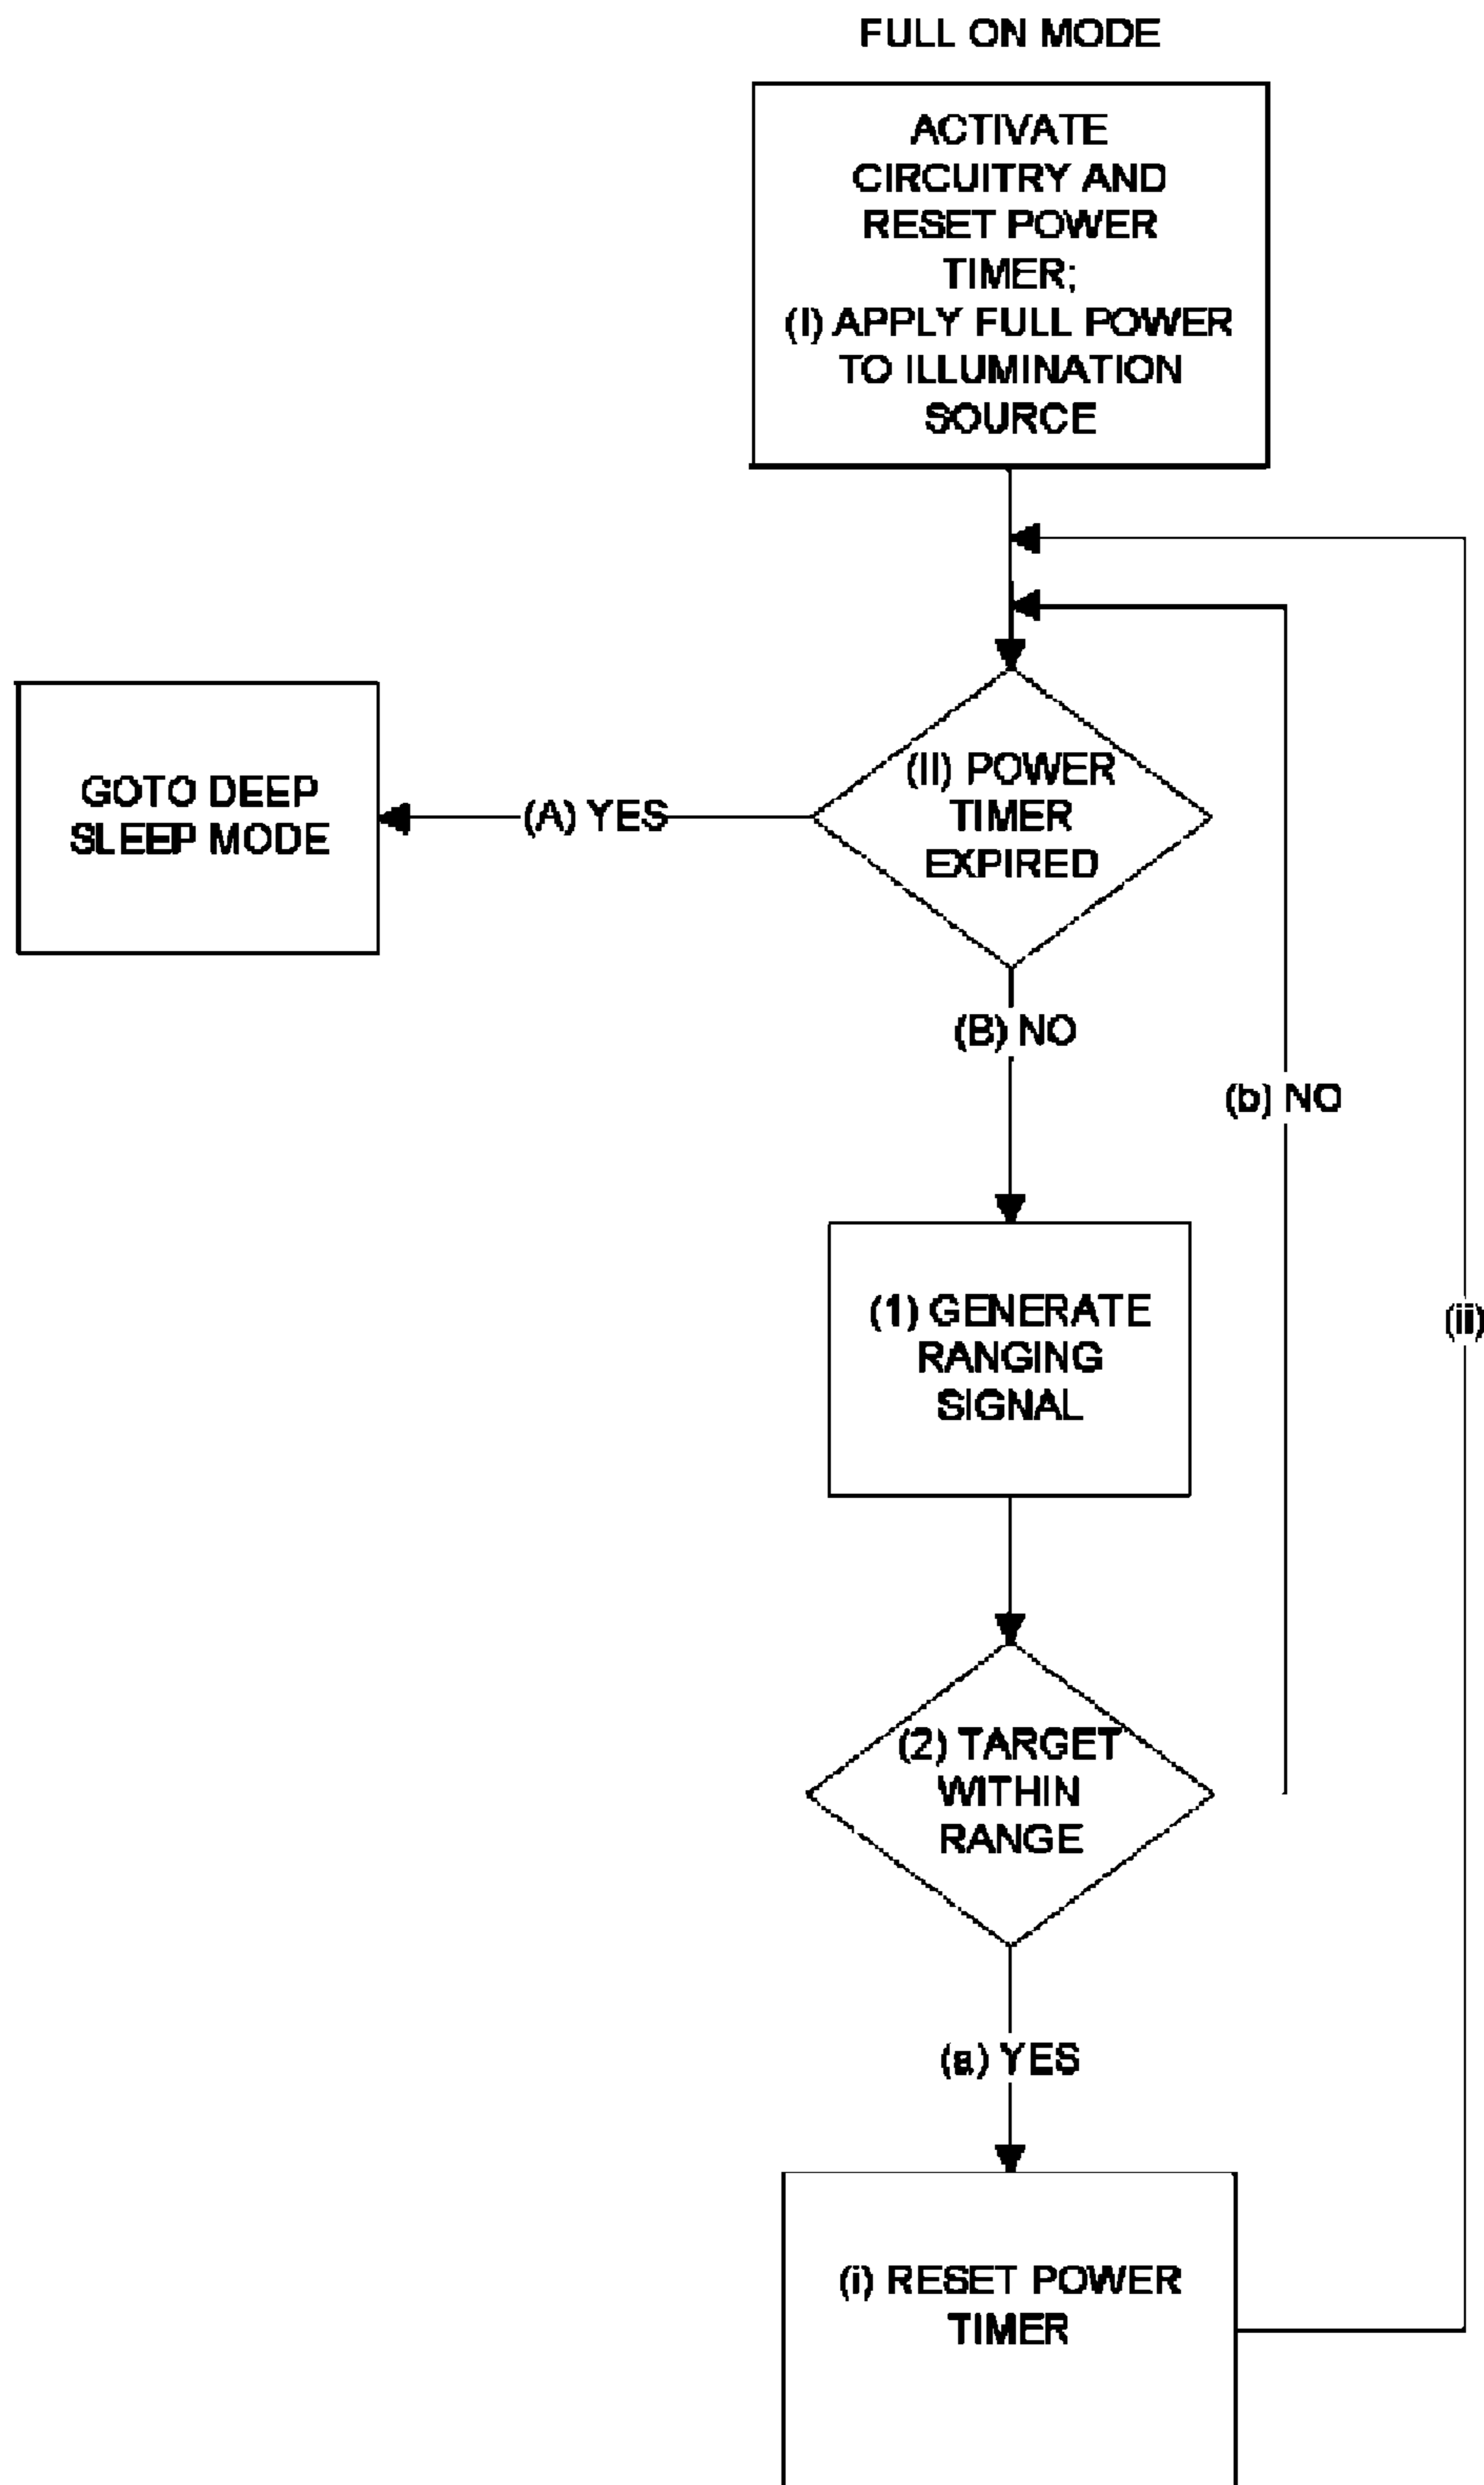 FULL ON MODE
ACTIVATE
CIRCUITRY AND
RESET POWER
TIMER;
(I) APPLY FULL POWER
TO ILLUMINATION
SOURCE
(II) POWER
TIMER
EXPIRED
(A) YES
GOTO DEEP
SLEEP MODE
(B) NO
(b) NO
(1) GENERATE
RANGING
SIGNAL
(ii)
(2) TARGET
WITHIN
RANGE
(a) YES
(i) RESET POWER
TIMER